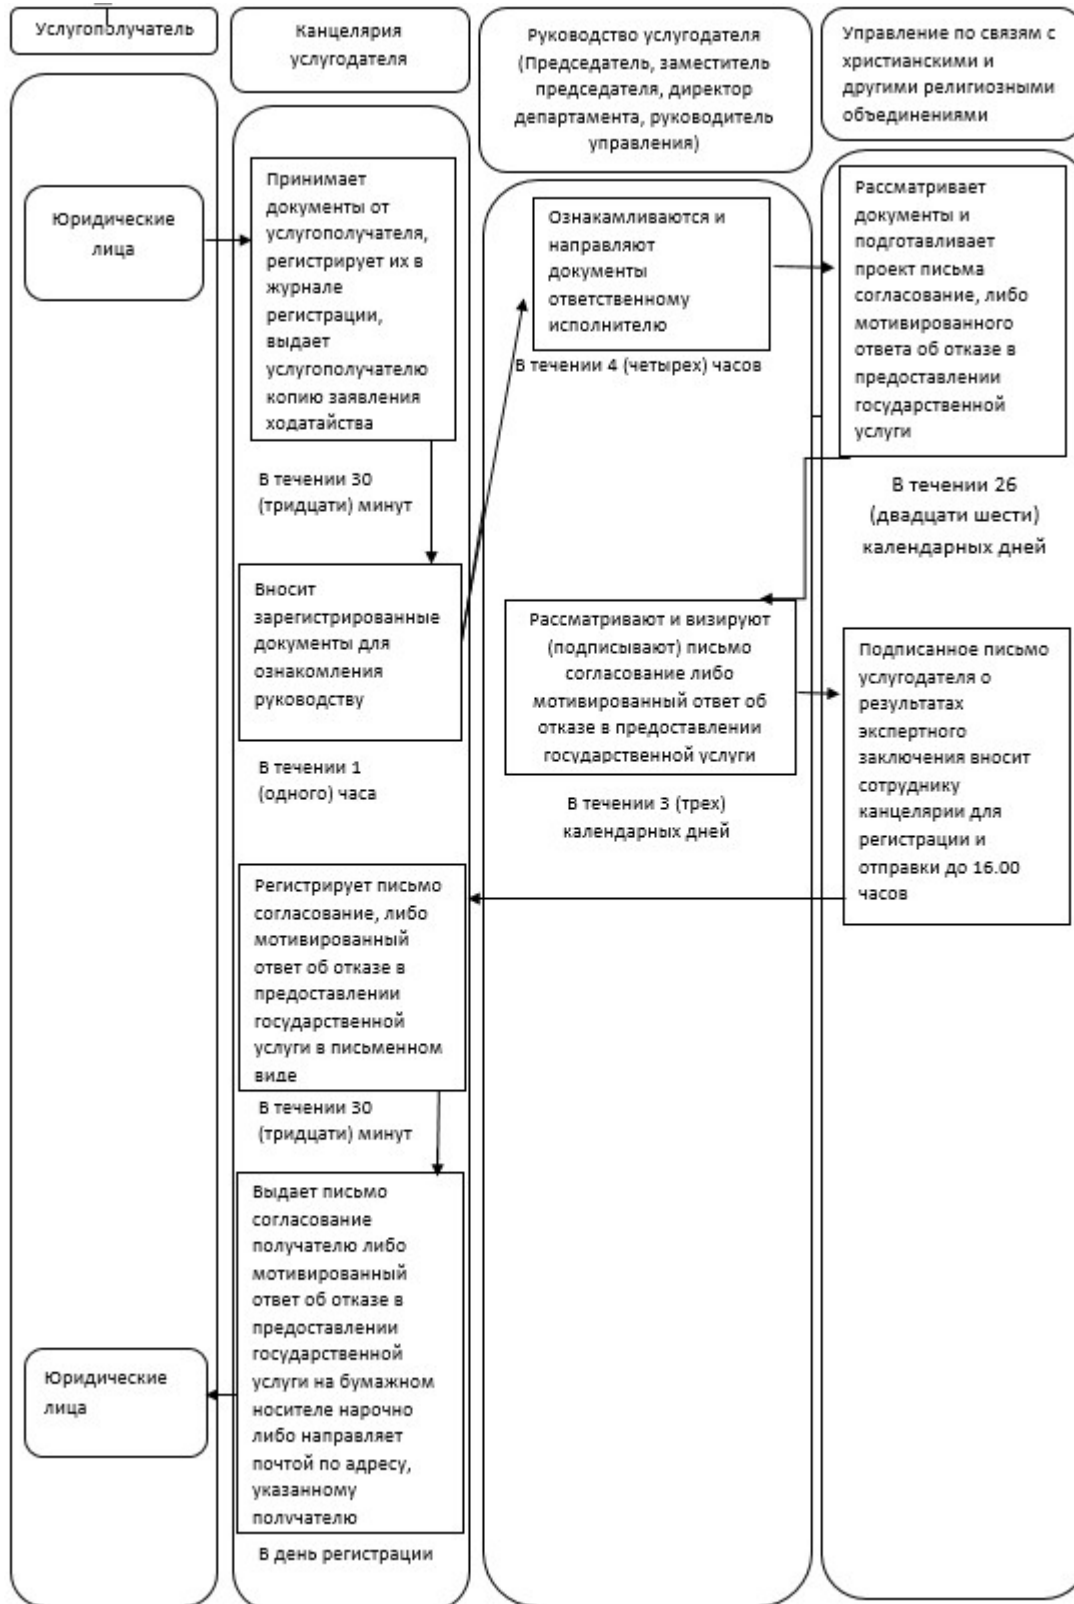 Услугополучатель
Канцелярия
услугодателя
Руководство услугодателя
(Председатель, заместитель
председателя, директор
департамента, руководитель
управления)
Управление по связям с
христианскими и
другими религиозными
объединениями
Юридические
лица
Принимает
документы от
услугополучателя,
регистрирует их в
журнале
регистрации,
выдает
услугополучателю
копию заявления
ходатайства
В течении 30
(тридцати) минут
Вносит
зарегистрированные
документы для
ознакомления
руководству
В течении 1
(одного) часа
Ознакамливаются и
направляют
документы
ответственному
исполнителю
В течении 4 (четырех) часов
Рассматривает
документы и
подготавливает
проект письма
согласование, либо
мотивированного
ответа об отказе в
предоставлении
государственной
услуги
В течении 26
(двадцати шести)
календарных дней
Рассматривают и визируют
(подписывают) письмо
согласование либо
мотивированный ответ об
отказе в предоставлении
государственной услуги
В течении 3 (трех)
календарных дней
Подписанное письмо
услугодателя о
результатах
экспертного
заключения вносит
сотруднику
канцелярии для
регистрации и
отправки до 16.00
часов
Регистрирует письмо
согласование, либо
мотивированный
ответ об отказе в
предоставлении
государственной
услуги в письменном
виде
В течении 30
(тридцати) минут
Выдает письмо
согласование
получателю либо
мотивированный
ответ об отказе в
предоставлении
государственной
услуги на бумажном
носителе нарочно
либо направляет
почтой по адресу,
указанному
получателю
В день регистрации
Юридические
лица